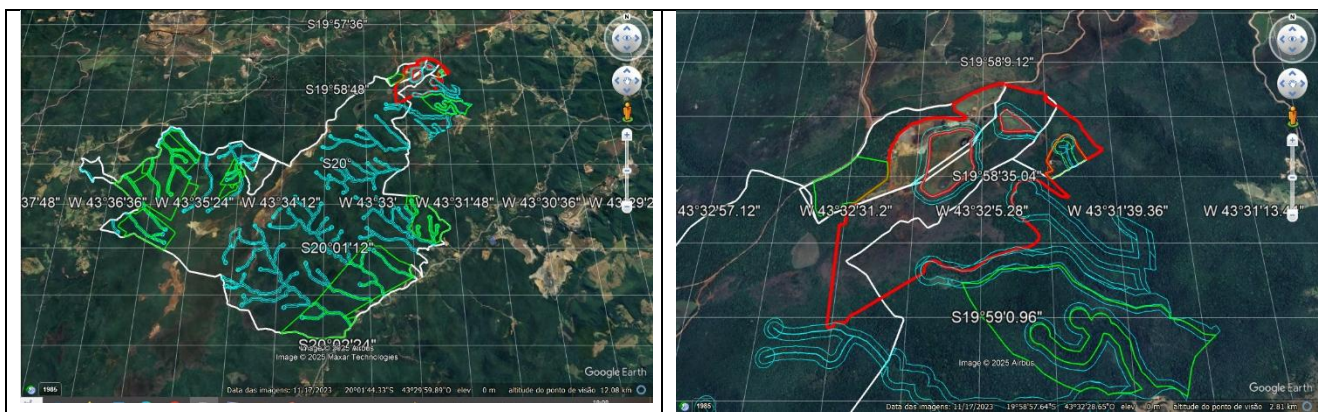 S19°57'36"
N
S19°58'48"
S20°
37'48" W 43°36'36" W 43°35'24" W 43°34'12" W 43°33' W 43°31'48" W 43°30'36" W 43°29'2
S20°01'12"
S20°02'24"
Image © 2025 Airbus
Image © 2025 Maxar Technologies
Google Earth
1985
Data das imagens: 11/17/2023 20°01'44.33"S 43°29'59.89"O elev 0 m altitude do ponto de visão 12.08 km
N
S19°58'9.12"
S19°58'35.04"
43°32'57.12" W 43°32'31.2" W 43°32'5.28" W 43°31'39.36" W 43°31'13.4
S19°59'0.96"
Image © 2025 Airbus
Google Earth
1985
Data das imagens: 11/17/2023 19°58'57.64"S 43°32'28.65"O elev 0 m altitude do ponto de visão 2.81 km